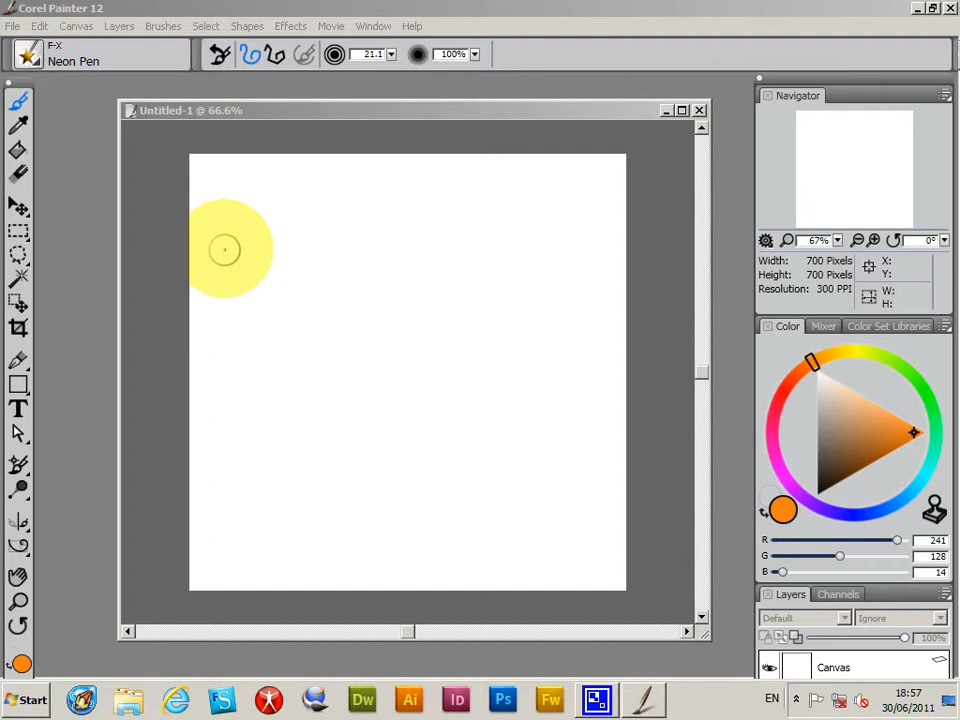 Corel Painter 12
File Edit Canvas Layers Brushes Select Shapes Effects Movie Window Help
F-X
Neon Pen
21.1
100%
Untitled-1 @ 66.6%
Navigator
67%
0°
Width: 700 Pixels
Height: 700 Pixels
Resolution: 300 PPI
X:
Y:
W:
H:
Color Mixer Color Set Libraries
R 241
G 128
B 14
Layers Channels
Default Ignore
100%
Canvas
T
Start
Dw Ai Id Ps Fw
EN
18:57
30/06/2011